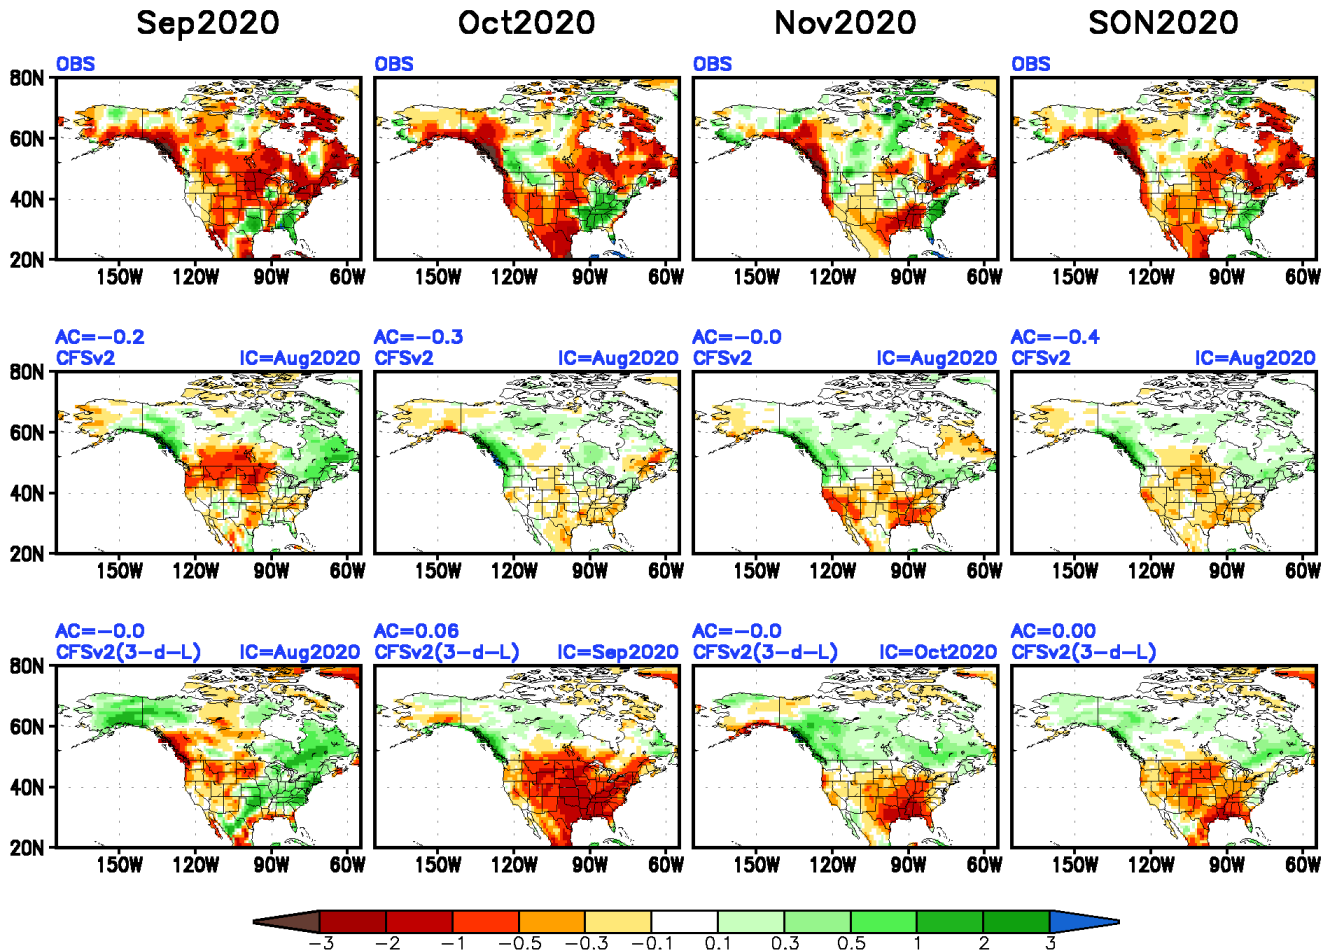 Sep2020 Oct2020 Nov2020 SON2020
OBS OBS OBS OBS
80N
60N
40N
20N
150W 120W 90W 60W 150W 120W 90W 60W 150W 120W 90W 60W 150W 120W 90W 60W
AC=-0.2 AC=-0.3 AC=-0.0 AC=-0.4
CFSv2 IC=Aug2020 CFSv2 IC=Aug2020 CFSv2 IC=Aug2020 CFSv2 IC=Aug2020
80N
60N
40N
20N
150W 120W 90W 60W 150W 120W 90W 60W 150W 120W 90W 60W 150W 120W 90W 60W
AC=-0.0 AC=0.06 AC=-0.0 AC=0.00
CFSv2(3-d-L) IC=Aug2020 CFSv2(3-d-L) IC=Sep2020 CFSv2(3-d-L) IC=Oct2020 CFSv2(3-d-L)
80N
60N
40N
20N
150W 120W 90W 60W 150W 120W 90W 60W 150W 120W 90W 60W 150W 120W 90W 60W
-3 -2 -1 -0.5 -0.3 -0.1 0.1 0.3 0.5 1 2 3